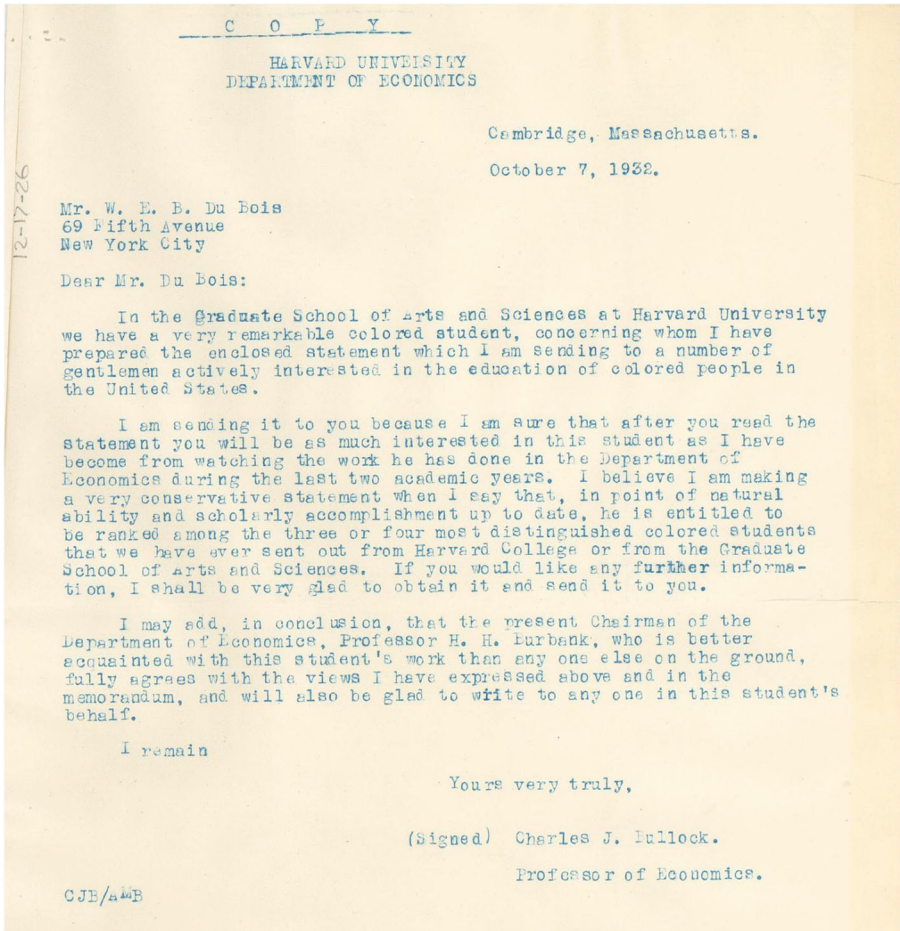 C O P Y
HARVARD UNIVERSITY
DEPARTMENT OF ECONOMICS
Cambridge, Massachusetts.
October 7, 1932.
12-17-26
Mr. W. E. B. Du Bois
69 Fifth Avenue
New York City
Dear Mr. Du Bois:
In the Graduate School of Arts and Sciences at Harvard University
we have a very remarkable colored student, concerning whom I have
prepared the enclosed statement which I am sending to a number of
gentlemen actively interested in the education of colored people in
the United States.
I am sending it to you because I am sure that after you read the
statement you will be as much interested in this student as I have
become from watching the work he has done in the Department of
Economics during the last two academic years. I believe I am making
a very conservative statement when I say that, in point of natural
ability and scholarly accomplishment up to date, he is entitled to
be ranked among the three or four most distinguished colored students
that we have ever sent out from Harvard College or from the Graduate
School of Arts and Sciences. If you would like any further informa-
tion, I shall be very glad to obtain it and send it to you.
I may add, in conclusion, that the present Chairman of the
Department of Economics, Professor H. H. Burbank, who is better
acquainted with this student's work than any one else on the ground,
fully agrees with the views I have expressed above and in the
memorandum, and will also be glad to write to any one in this student's
behalf.
I remain
Yours very truly,
(Signed) Charles J. Bullock.
Professor of Economics.
CJB/AMB